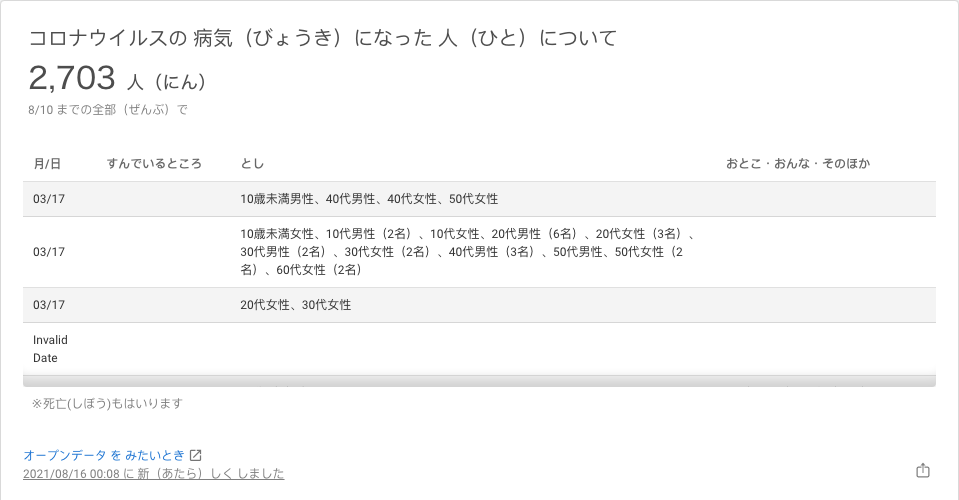 コロナウイルスの 病気（びょうき）になった 人（ひと）について
2,703 人（にん）
8/10 までの全部（ぜんぶ）で
月/日 すんでいるところ とし おとこ・おんな・そのほか
03/17 10歳未満男性、40代男性、40代女性、50代女性
10歳未満女性、10代男性（2名）、10代女性、20代男性（6名）、20代女性（3名）、
03/17 30代男性（2名）、30代女性（2名）、40代男性（3名）、50代男性、50代女性（2
名）、60代女性（2名）
03/17 20代女性、30代女性
Invalid
Date
※死亡(しぼう)もはいります
オープンデータ を みたいとき
2021/08/16 00:08 に 新（あたら）しく しました